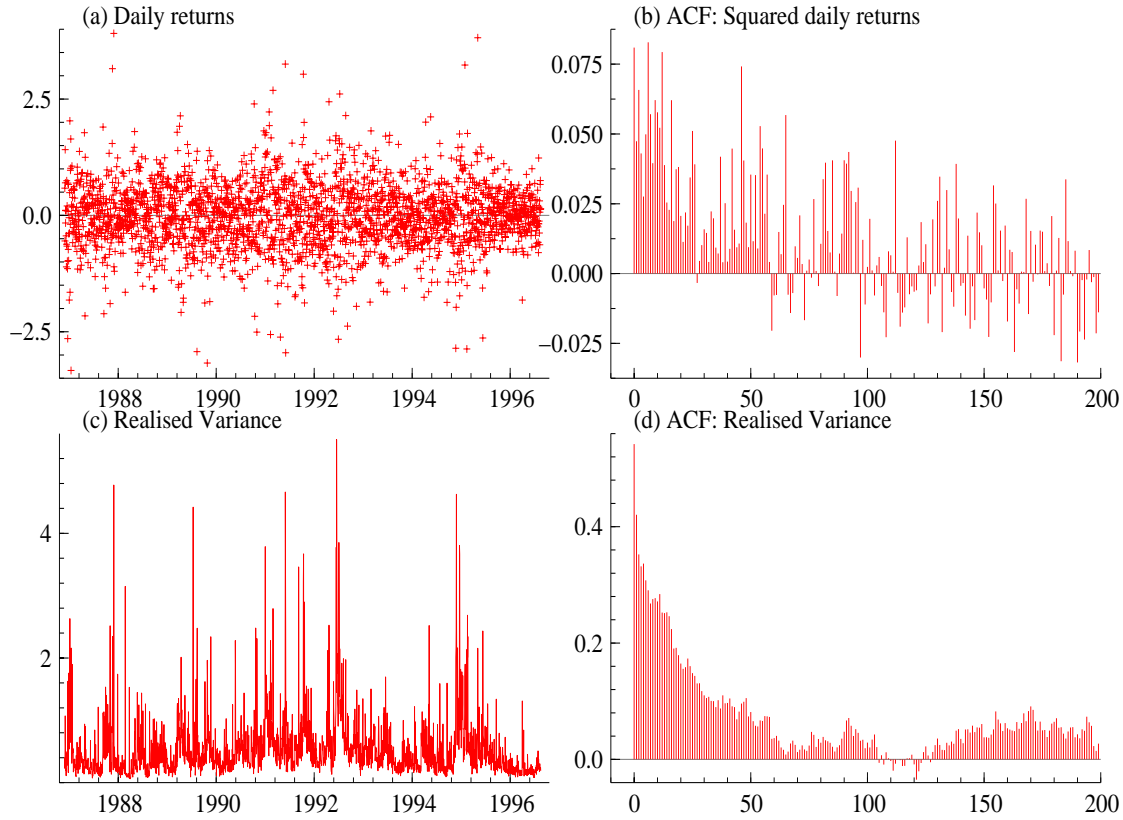 (a) Daily returns
2.5
0.0
−2.5
1988 1990 1992 1994 1996
(b) ACF: Squared daily returns
0.075
0.050
0.025
0.000
−0.025
0 50 100 150 200
(c) Realised Variance
4
2
1988 1990 1992 1994 1996
(d) ACF: Realised Variance
0.4
0.2
0.0
0 50 100 150 200